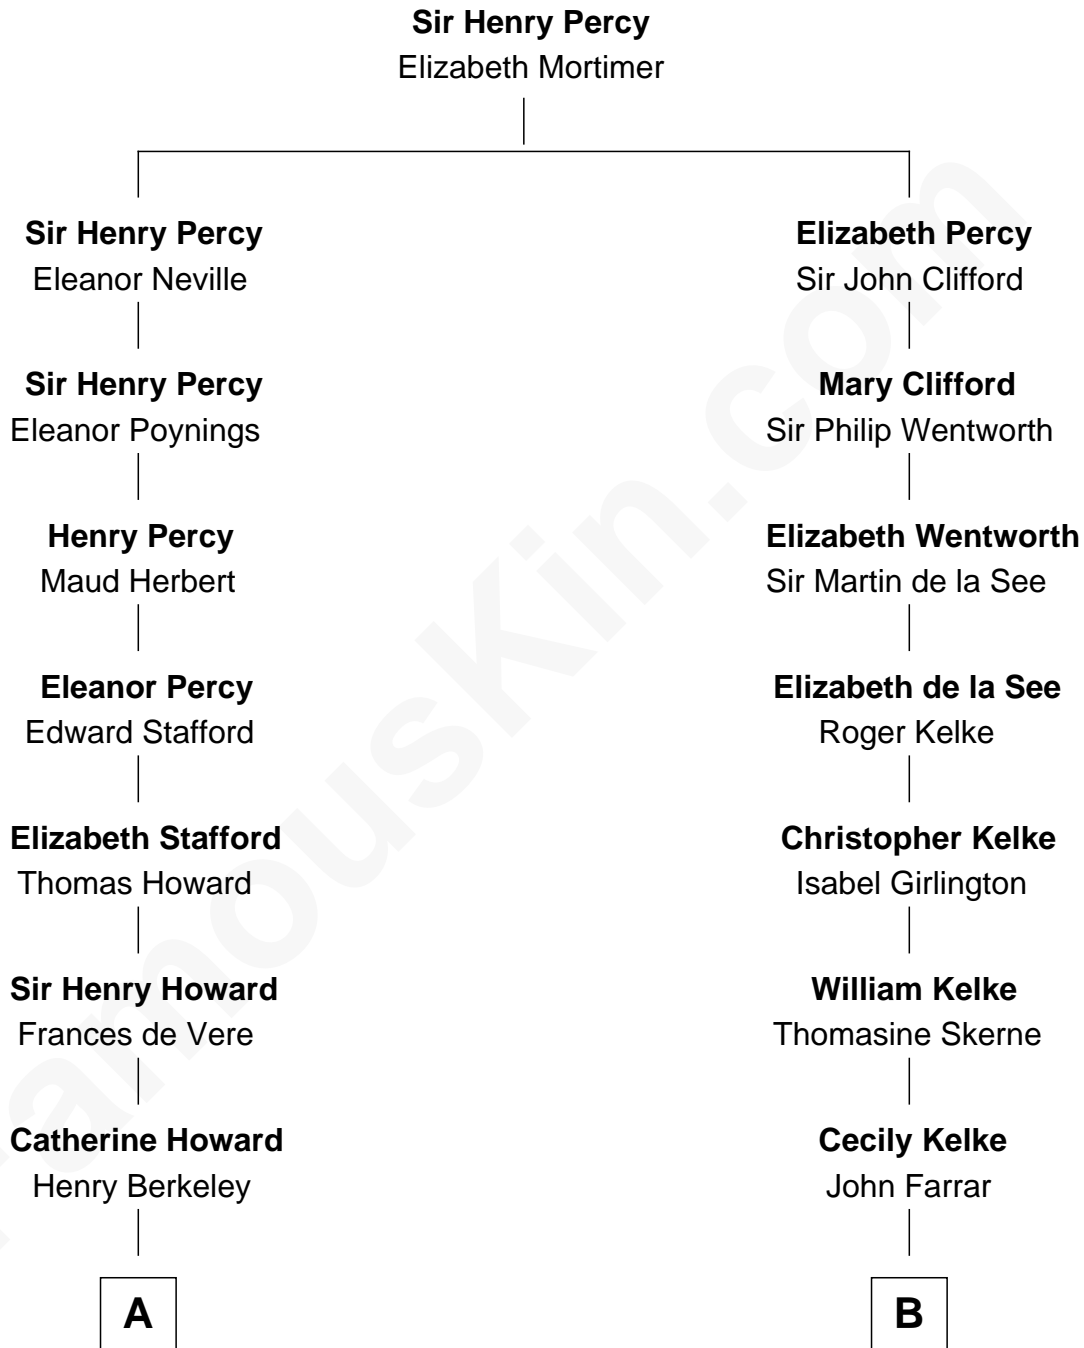 Sir Henry Percy
Elizabeth Mortimer
Sir Henry Percy
Eleanor Neville
Elizabeth Percy
Sir John Clifford
Sir Henry Percy
Eleanor Poynings
Mary Clifford
Sir Philip Wentworth
Henry Percy
Maud Herbert
Elizabeth Wentworth
Sir Martin de la See
Eleanor Percy
Edward Stafford
Elizabeth de la See
Roger Kelke
Elizabeth Stafford
Thomas Howard
Christopher Kelke
Isabel Girlington
Sir Henry Howard
Frances de Vere
William Kelke
Thomasine Skerne
Catherine Howard
Henry Berkeley
Cecily Kelke
John Farrar
A
B
FamousKin.com